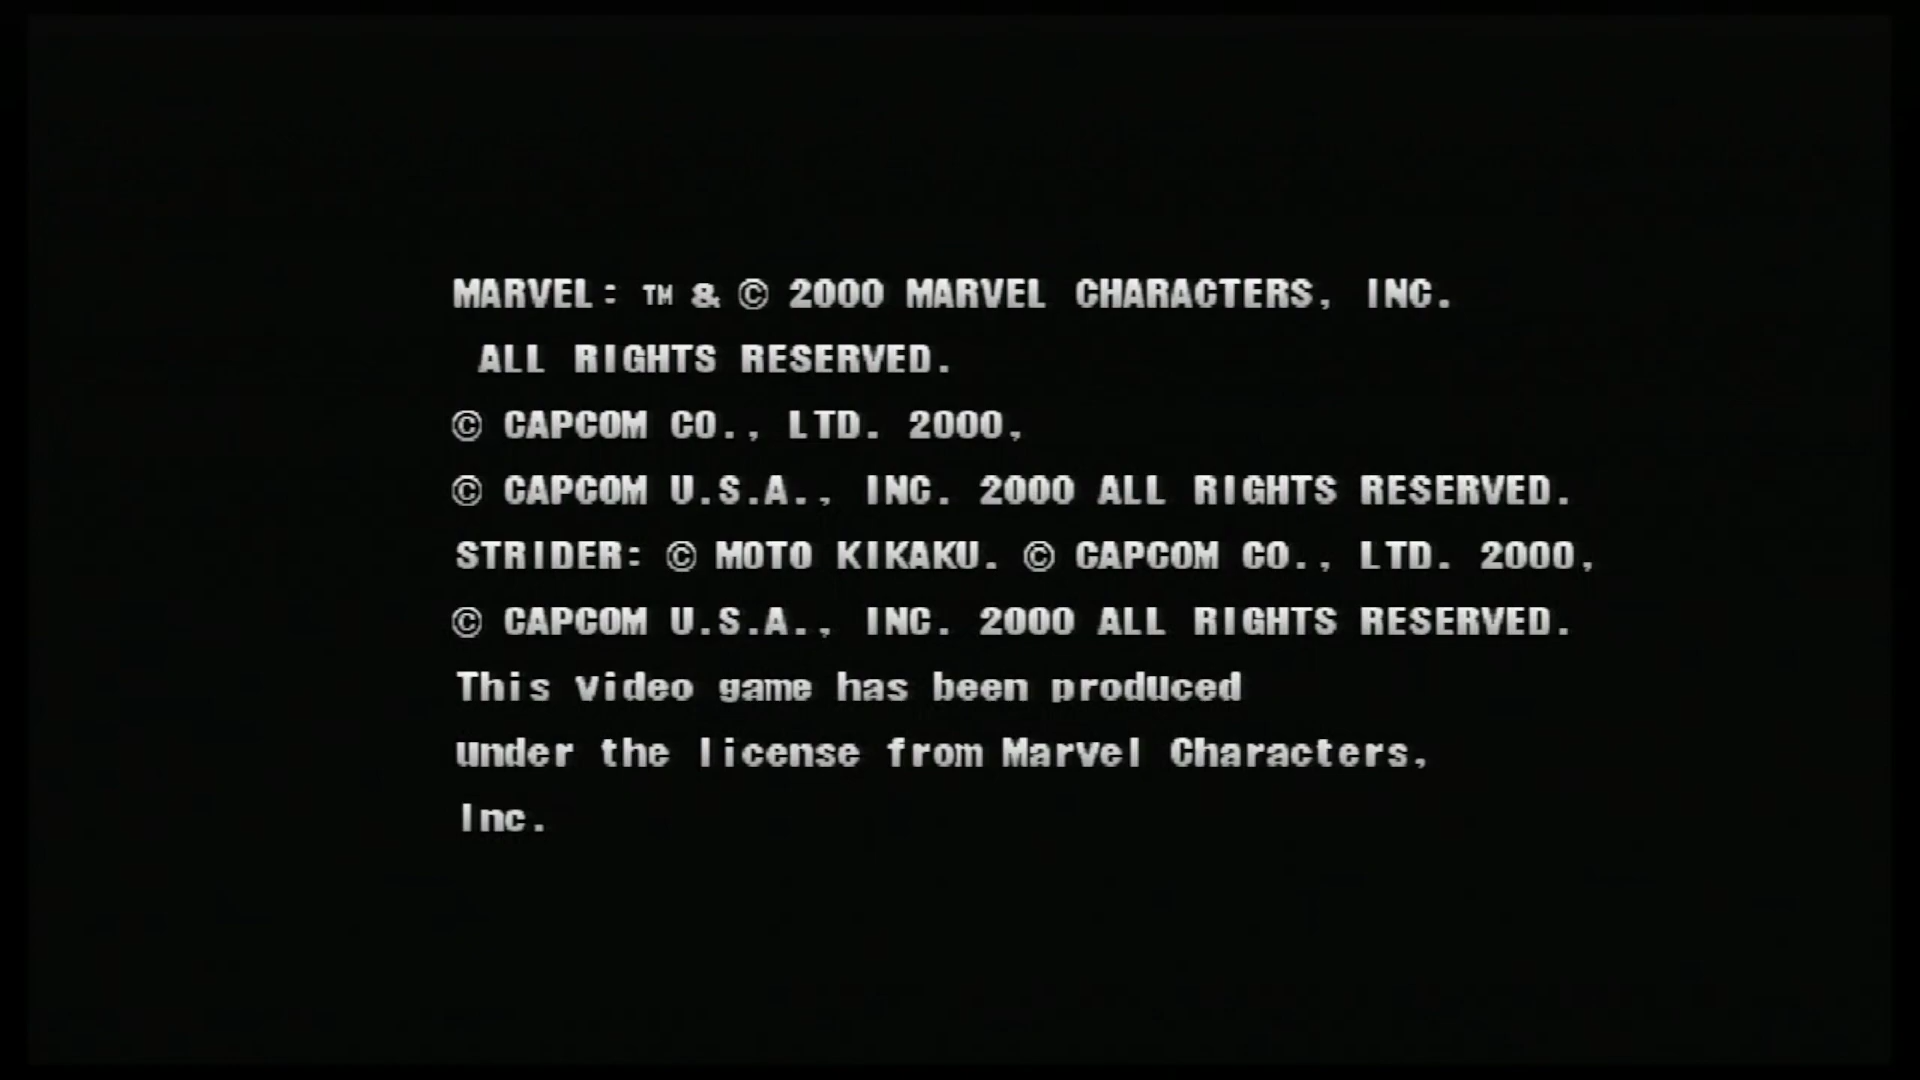 MARVEL: ™ & © 2000 MARVEL CHARACTERS, INC.
ALL RIGHTS RESERVED.
© CAPCOM CO., LTD. 2000,
© CAPCOM U.S.A., INC. 2000 ALL RIGHTS RESERVED.
STRIDER: © MOTO KIKAKU. © CAPCOM CO., LTD. 2000,
© CAPCOM U.S.A., INC. 2000 ALL RIGHTS RESERVED.
This video game has been produced
under the license from Marvel Characters,
Inc.